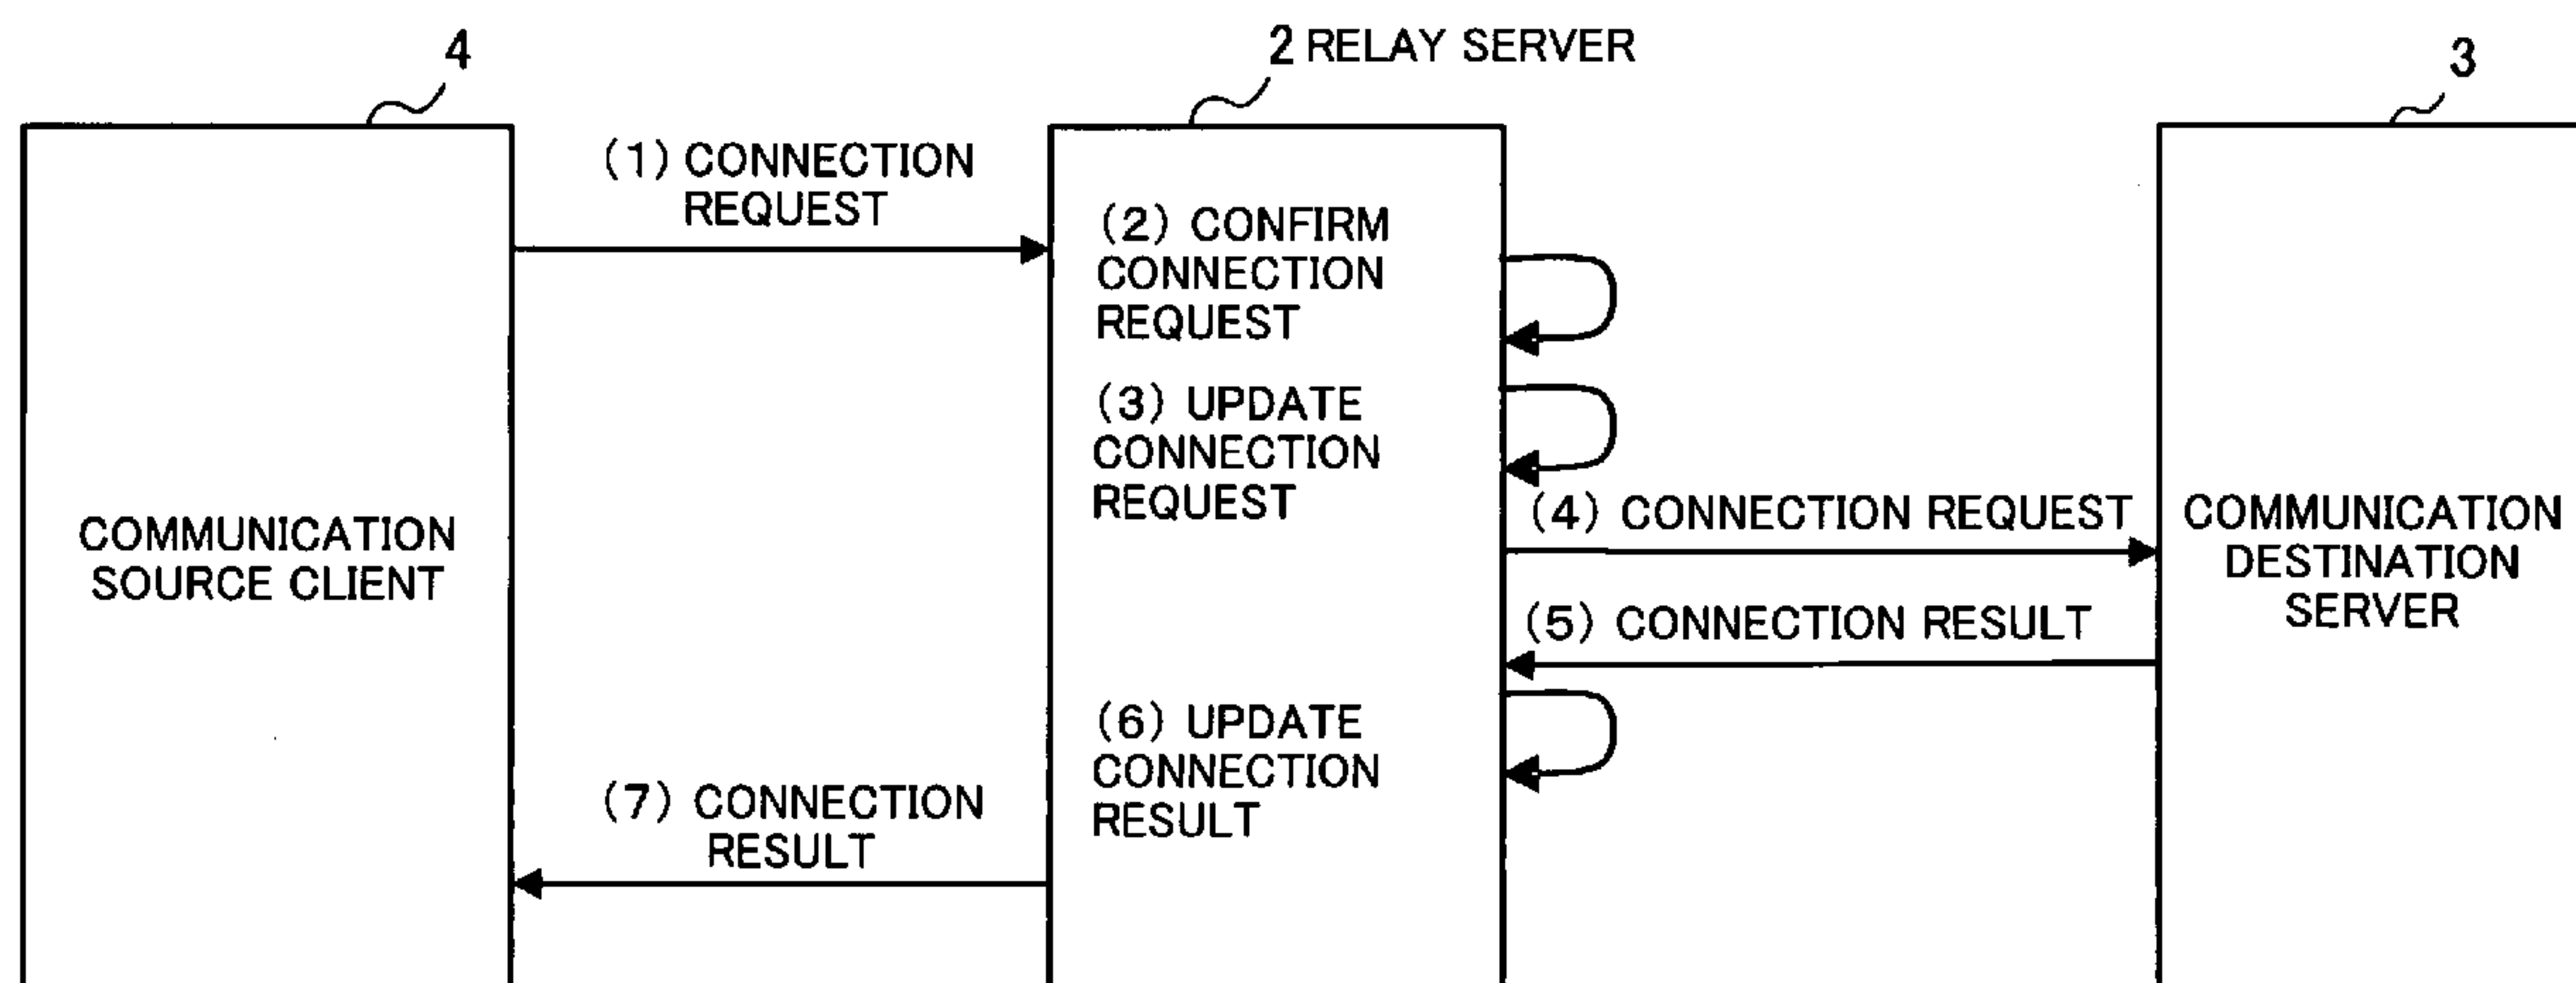 4
2 RELAY SERVER
3
(1) CONNECTION
REQUEST
(2) CONFIRM
CONNECTION
REQUEST
(3) UPDATE
CONNECTION
REQUEST
(4) CONNECTION REQUEST
COMMUNICATION
SOURCE CLIENT
COMMUNICATION
DESTINATION
SERVER
(5) CONNECTION RESULT
(6) UPDATE
CONNECTION
RESULT
(7) CONNECTION
RESULT